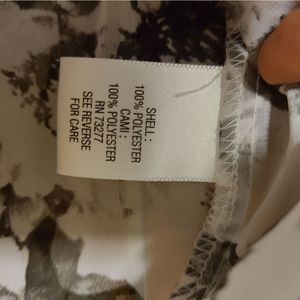 SHELL :
100% POLYESTER
CAMI :
100% POLYESTER
RN 73277
SEE REVERSE
FOR CARE